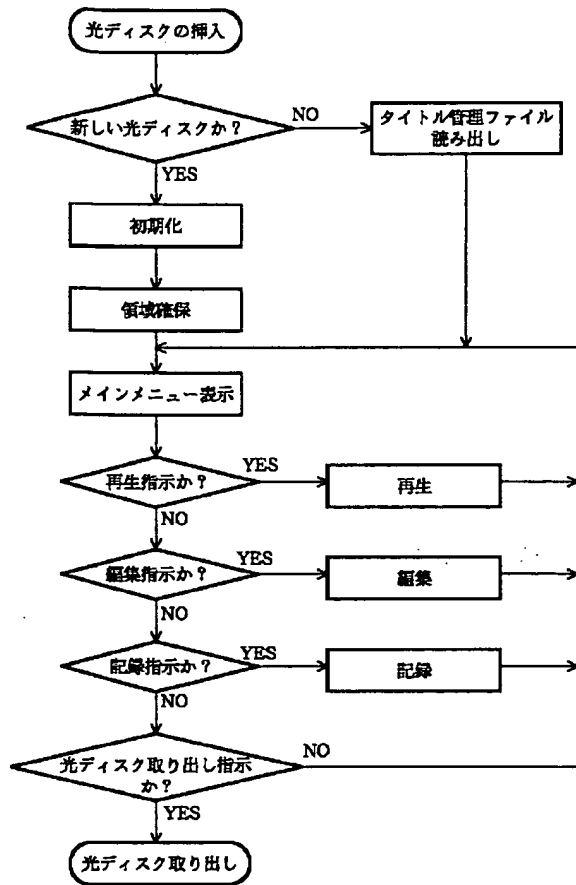 光ディスクの挿入
新しい光ディスクか?
NO
タイトル管理ファイル
読み出し
YES
初期化
領域確保
メインメニュー表示
再生指示か?
YES
再生
NO
編集指示か?
YES
編集
NO
記録指示か?
YES
記録
NO
光ディスク取り出し指示
か?
NO
YES
光ディスク取り出し